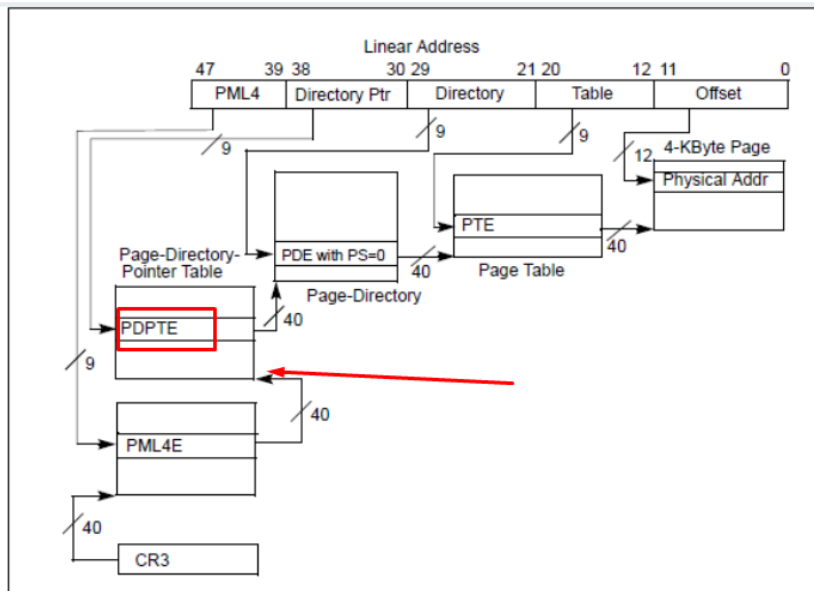 Linear Address
47 39 38 30 29 21 20 12 11 0
PML4 Directory Ptr Directory Table Offset
9 9 9
12 4-KByte Page
Physical Addr
PTE
40
Page Table
PDE with PS=0
40
Page-Directory
Page-Directory-
Pointer Table
PDPTE
40
9
40
PML4E
40
CR3